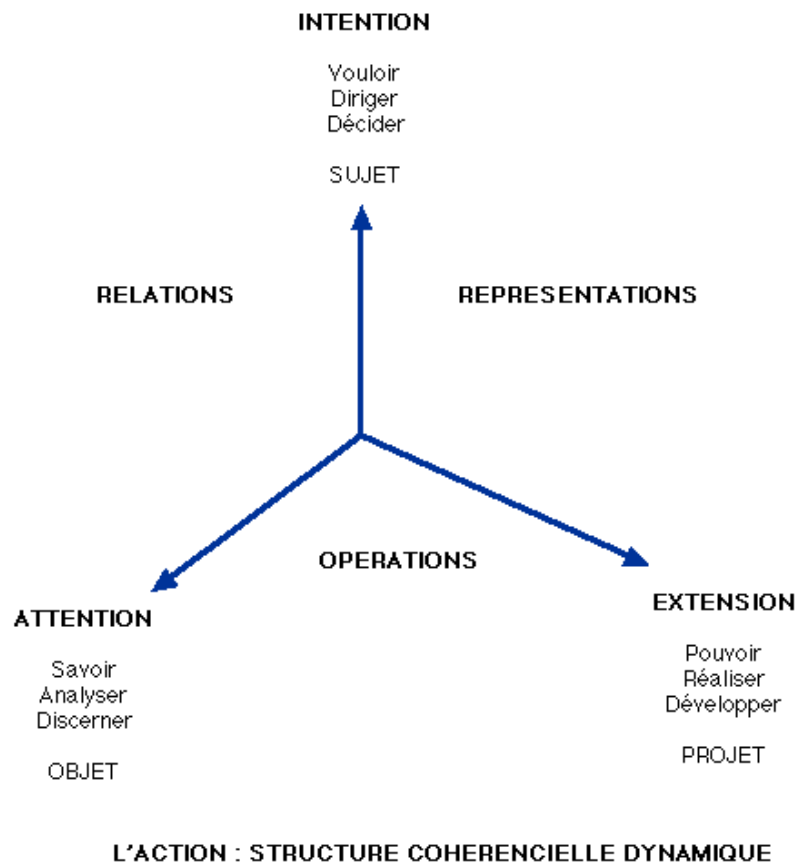 INTENTION
Vouloir
Diriger
Décider
SUJET
RELATIONS
REPRESENTATIONS
OPERATIONS
ATTENTION
Savoir
Analyser
Discerner
OBJET
EXTENSION
Pouvoir
Réaliser
Développer
PROJET
L'ACTION : STRUCTURE COHERENCIELLE DYNAMIQUE